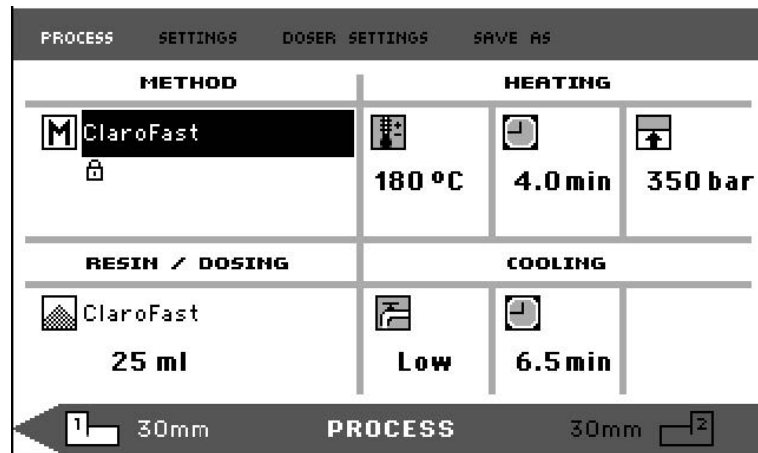 PROCESS SETTINGS DOSER SETTINGS SAVE AS
METHOD HEATING
M ClaroFast
180 ºC 4.0 min 350 bar
RESIN / DOSING COOLING
ClaroFast
25 ml Low 6.5 min
1 30mm PROCESS 30mm 2